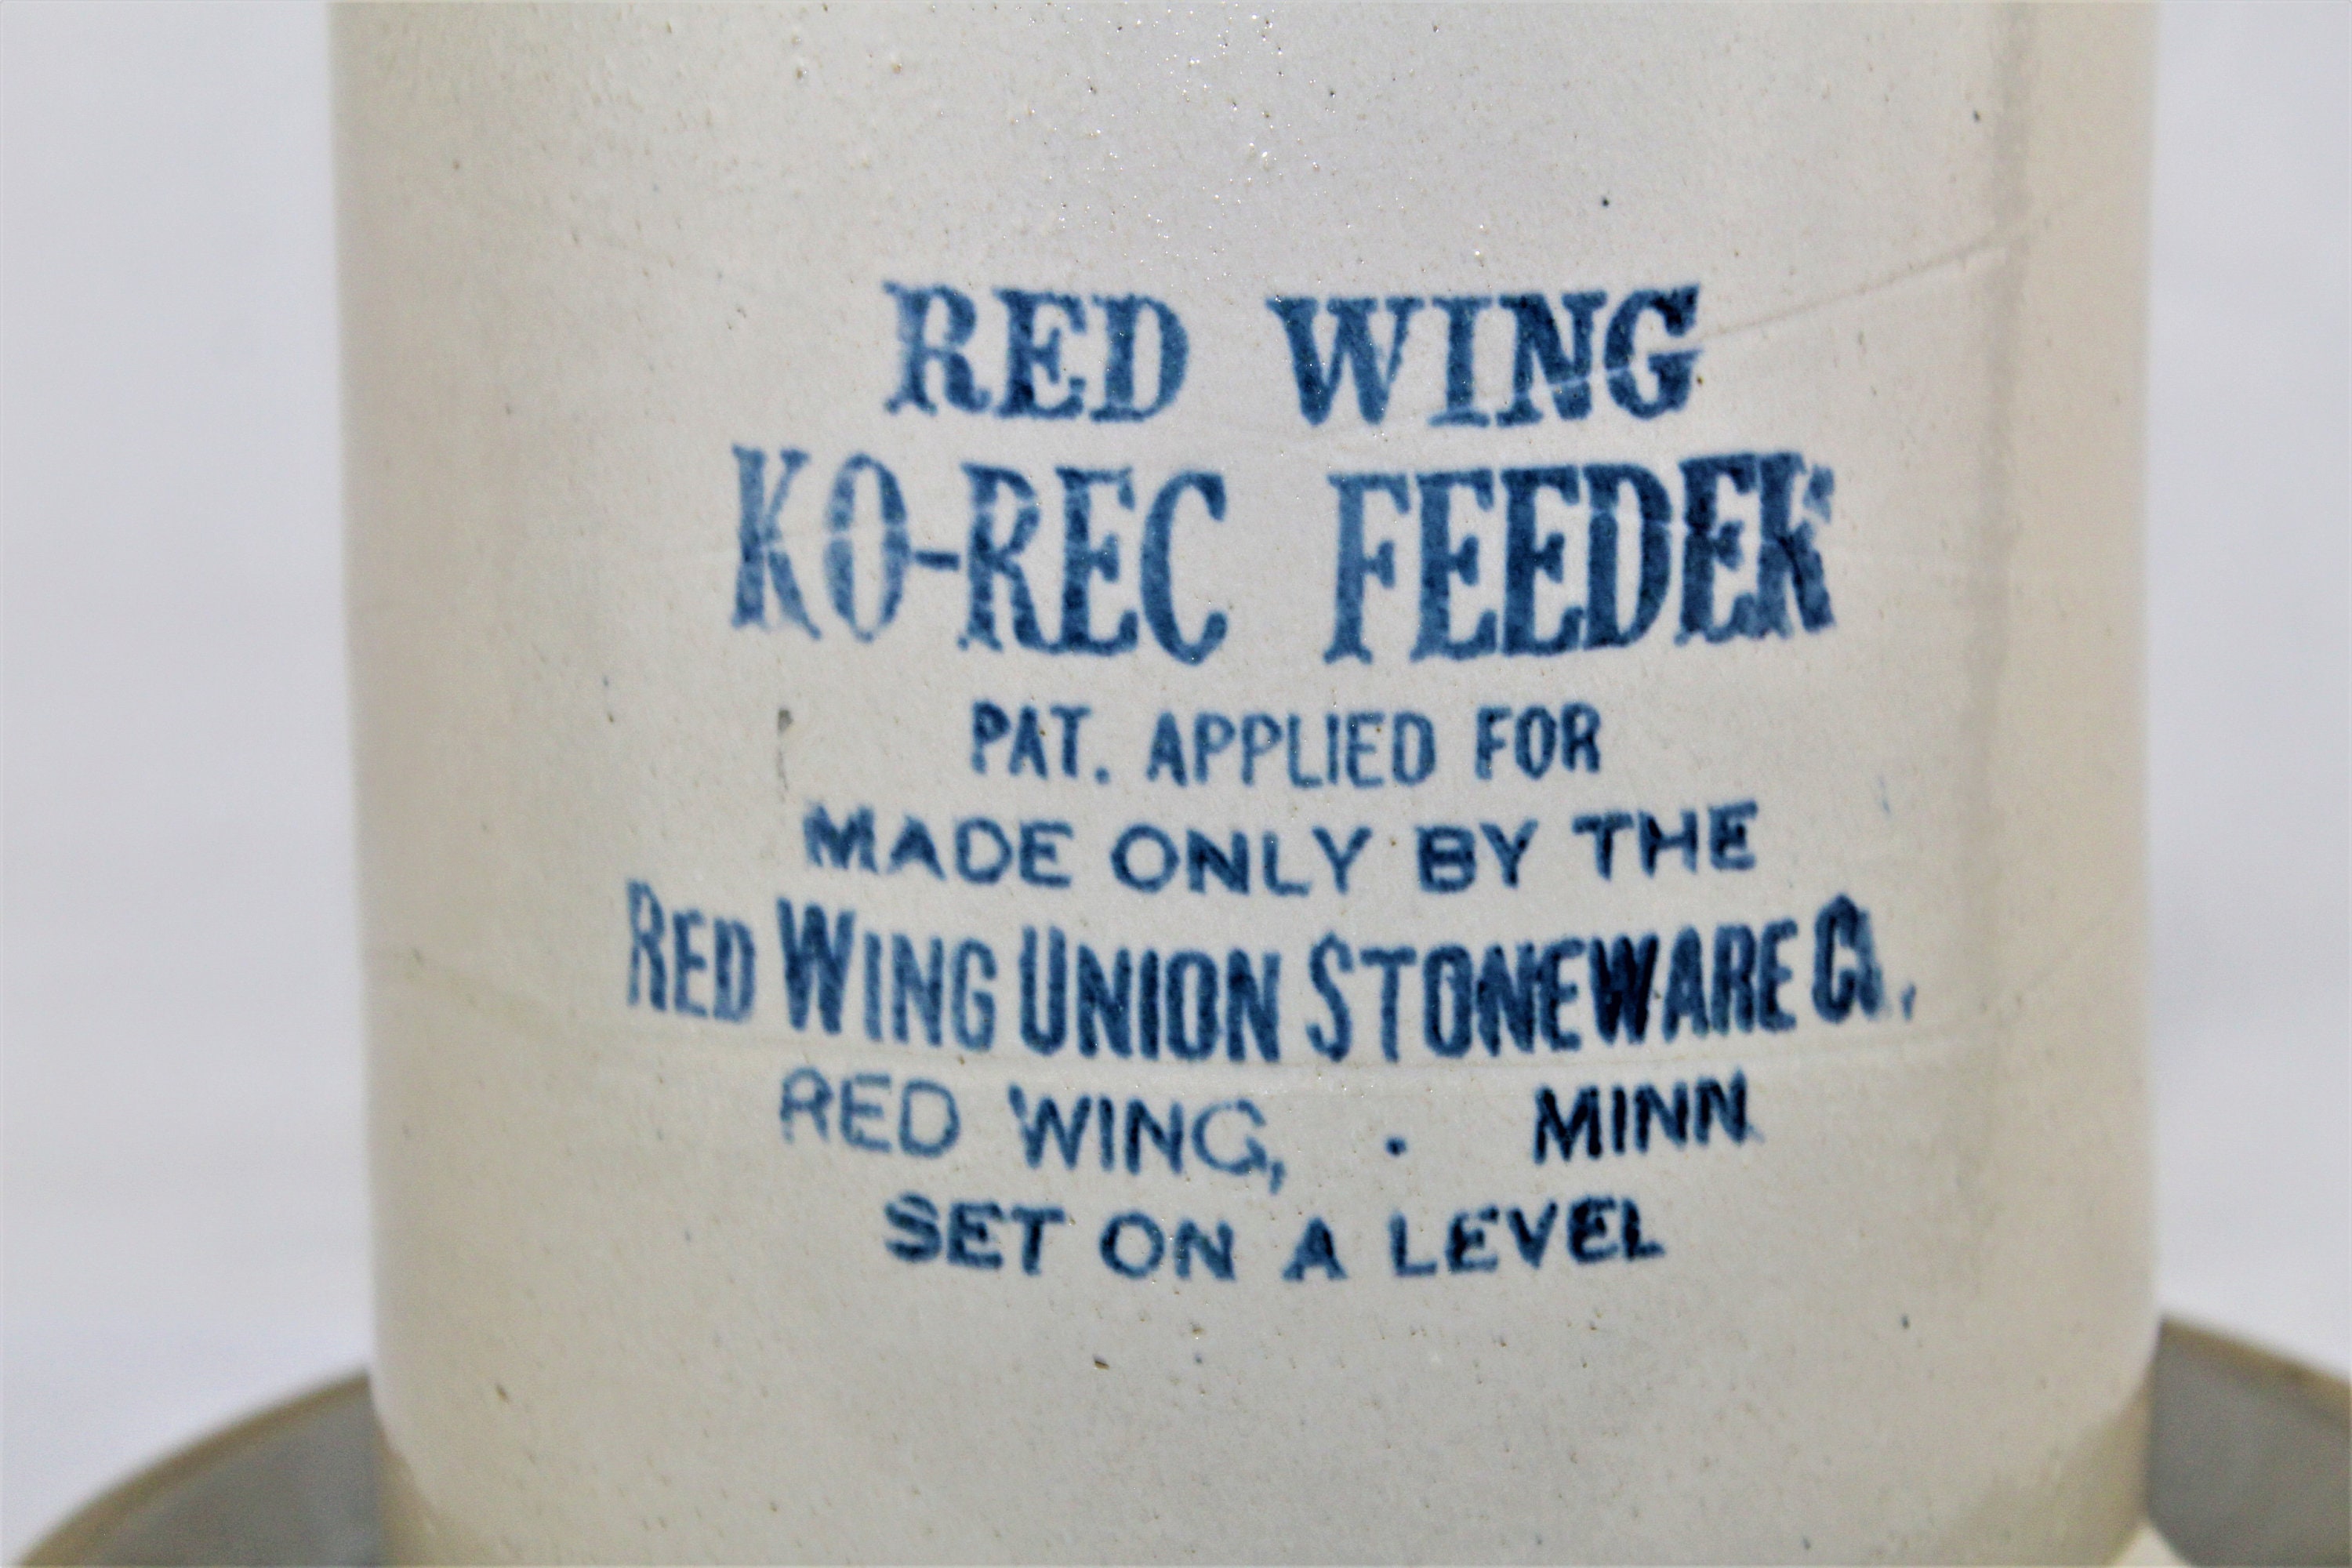 RED WING
KO-REC FEEDER
PAT. APPLIED FOR
MADE ONLY BY THE
RED WING UNION STONEWARE CO.
RED WING, . MINN
SET ON A LEVEL